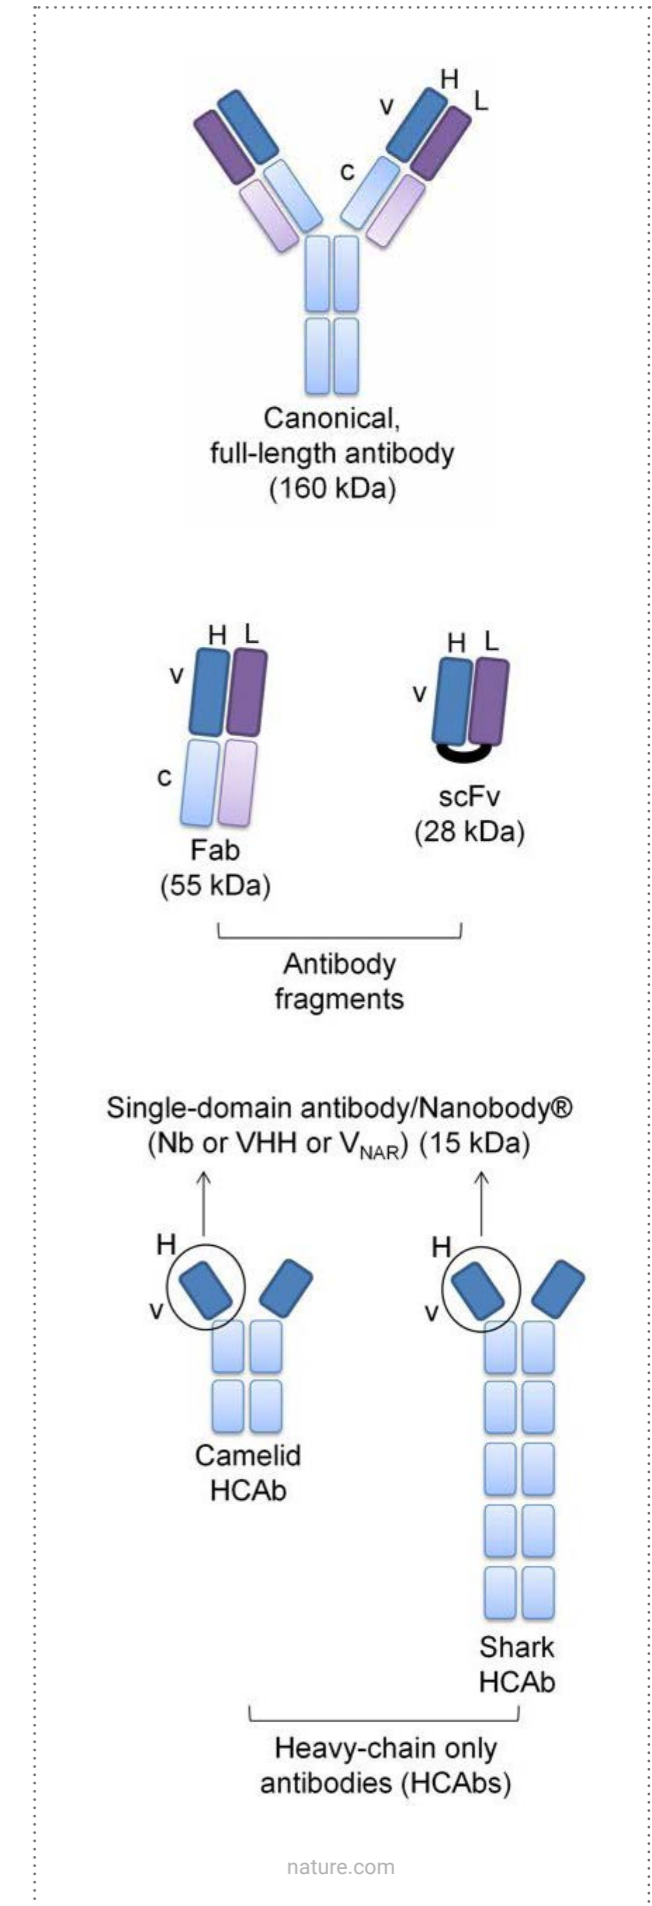 H
L
v
c
Canonical,
full-length antibody
(160 kDa)
H L
v
c
Fab
(55 kDa)
H L
v
scFv
(28 kDa)
Antibody
fragments
Single-domain antibody/Nanobody®
(Nb or VHH or VNAR) (15 kDa)
H
v
Camelid
HCAb
H
v
Shark
HCAb
Heavy-chain only
antibodies (HCAbs)
nature.com